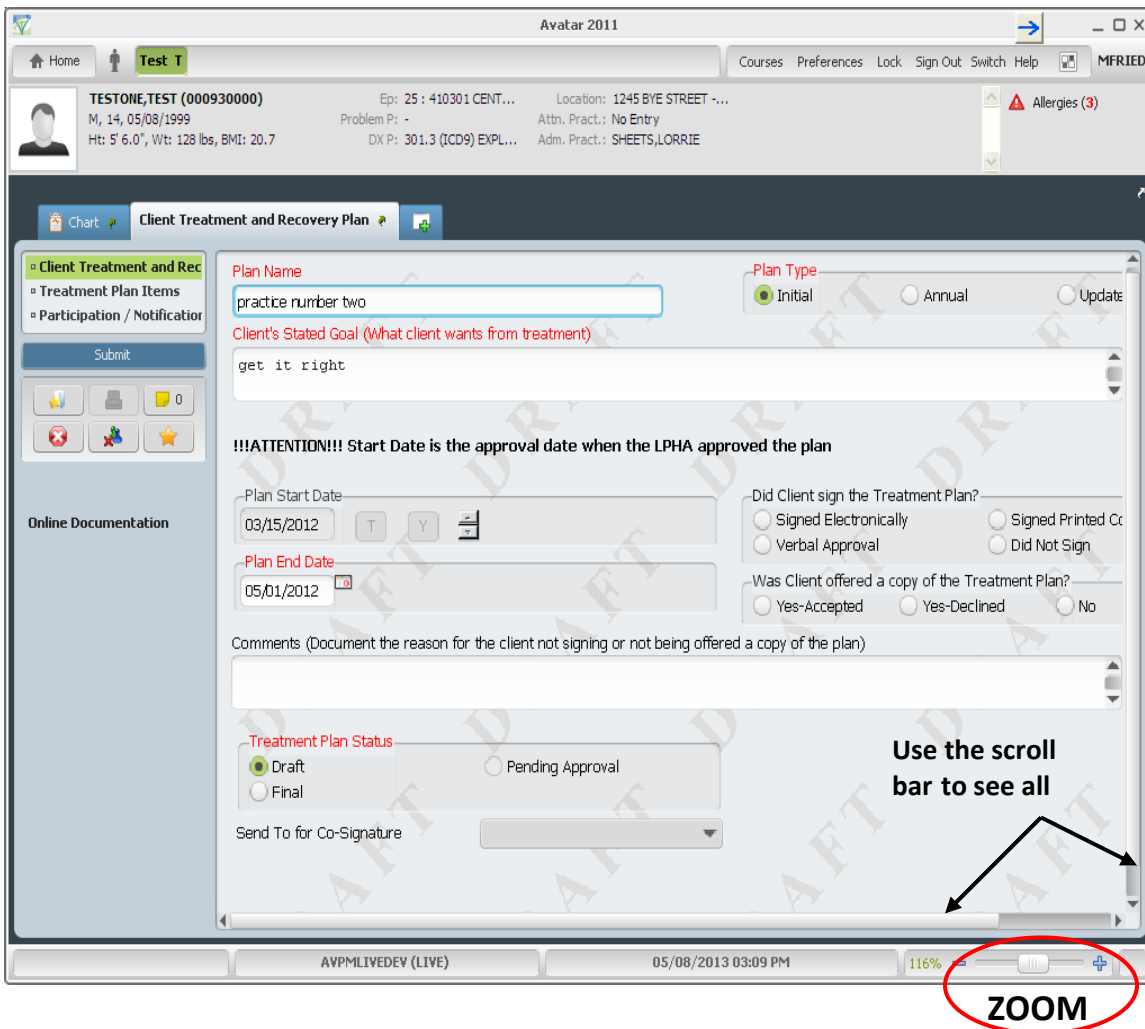 Avatar 2011
Home Test T Courses Preferences Lock Sign Out Switch Help MFRIED
TESTONE,TEST (000930000) Ep: 25 : 410301 CENT... Location: 1245 BYE STREET -... Allergies (3)
M, 14, 05/08/1999 Problem P: - Attn. Pract.: No Entry
Ht: 5' 6.0", Wt: 128 lbs, BMI: 20.7 DX P: 301.3 (ICD9) EXPL... Adm. Pract.: SHEETS,LORRIE
Chart Client Treatment and Recovery Plan
Client Treatment and Rec
Treatment Plan Items
Participation / Notification
Submit
0
Online Documentation
Plan Name
practice number two
Plan Type
Initial Annual Update
Client's Stated Goal (What client wants from treatment)
get it right
!!!ATTENTION!!! Start Date is the approval date when the LPHA approved the plan
Plan Start Date
03/15/2012 T Y
Plan End Date
05/01/2012
Did Client sign the Treatment Plan?
Signed Electronically Signed Printed Co
Verbal Approval Did Not Sign
Was Client offered a copy of the Treatment Plan?
Yes-Accepted Yes-Declined No
Comments (Document the reason for the client not signing or not being offered a copy of the plan)
Treatment Plan Status
Draft Pending Approval
Final
Send To for Co-Signature
Use the scroll
bar to see all
DRAFT
AVPMLIVEDEV (LIVE) 05/08/2013 03:09 PM 116%
ZOOM